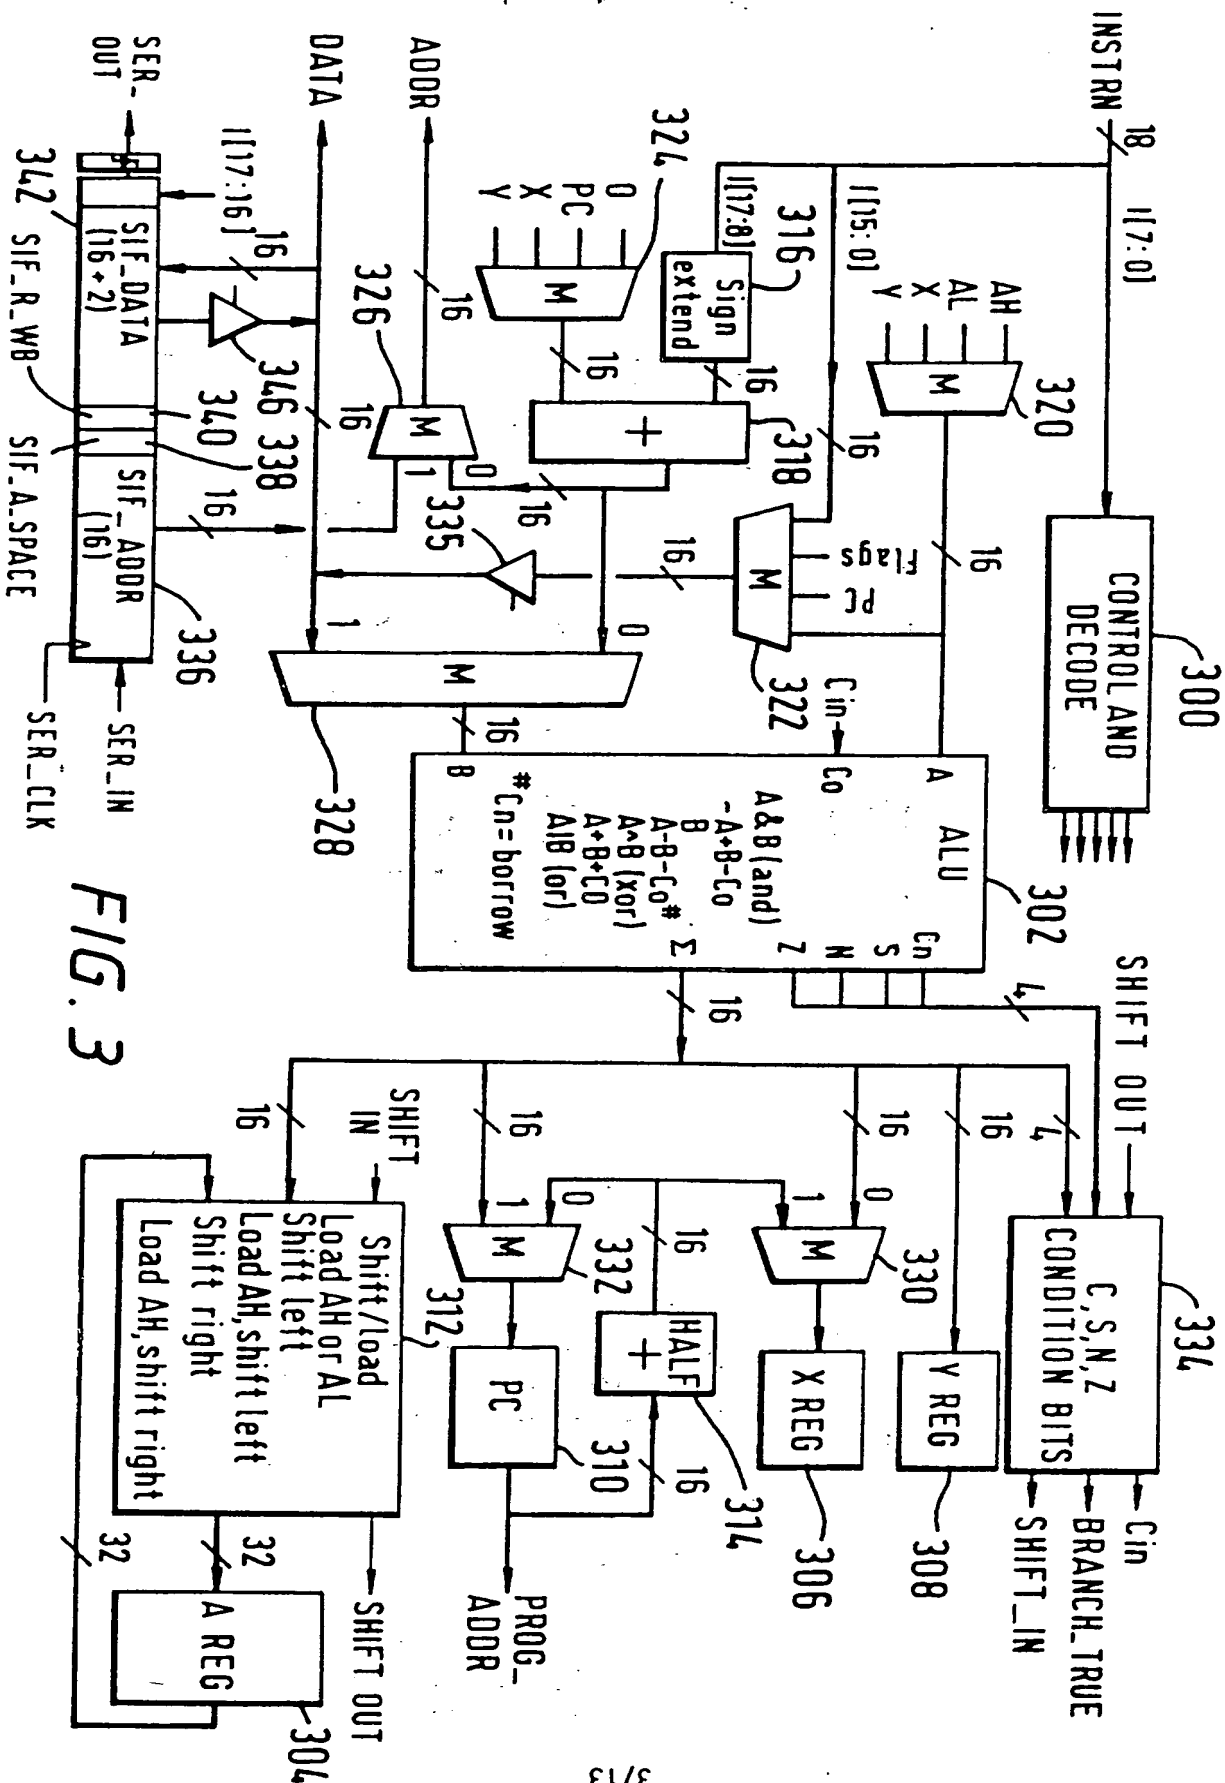 INSTRN
18
I[7:0]
CONTROL AND
DECODE
300
I[15:0]
I[17:8]
AH
AL
X
Y
M
320
16
316
Sign
extend
16
324
0
PC
X
Y
M
16
+
318
16
flags
PC
M
322
16
335
ADDR
16
326
M
0
1
16
DATA
16
0
1
M
328
16
SER_
OUT
342
I[17:16]
16
SIF_DATA
(16+2)
346
SIF_R_WB
340
338
SIF_A_SPACE
SIF_ADDR
(16)
16
336
SER_IN
SER_CLK
ALU
302
A
Cin
Co
B
A&B (and)
-A+B-Co
B
A-B-Co#
A^B (xor)
A+B+CO
A|B (or)
#Cn=borrow
Cn
S
N
Z
Σ
4
16
SHIFT OUT
4
C,S,N,Z
CONDITION BITS
334
Cin
BRANCH_TRUE
SHIFT_IN
16
Y REG
308
16
0
1
M
330
X REG
306
16
HALF
+
314
16
0
1
M
332
16
PC
310
PROG_
ADDR
SHIFT
IN
16
Shift/load
Load AH or AL
Shift left
Load AH, shift left
Shift right
Load AH, shift right
312
SHIFT OUT
32
A REG
304
32
FIG. 3
3/13